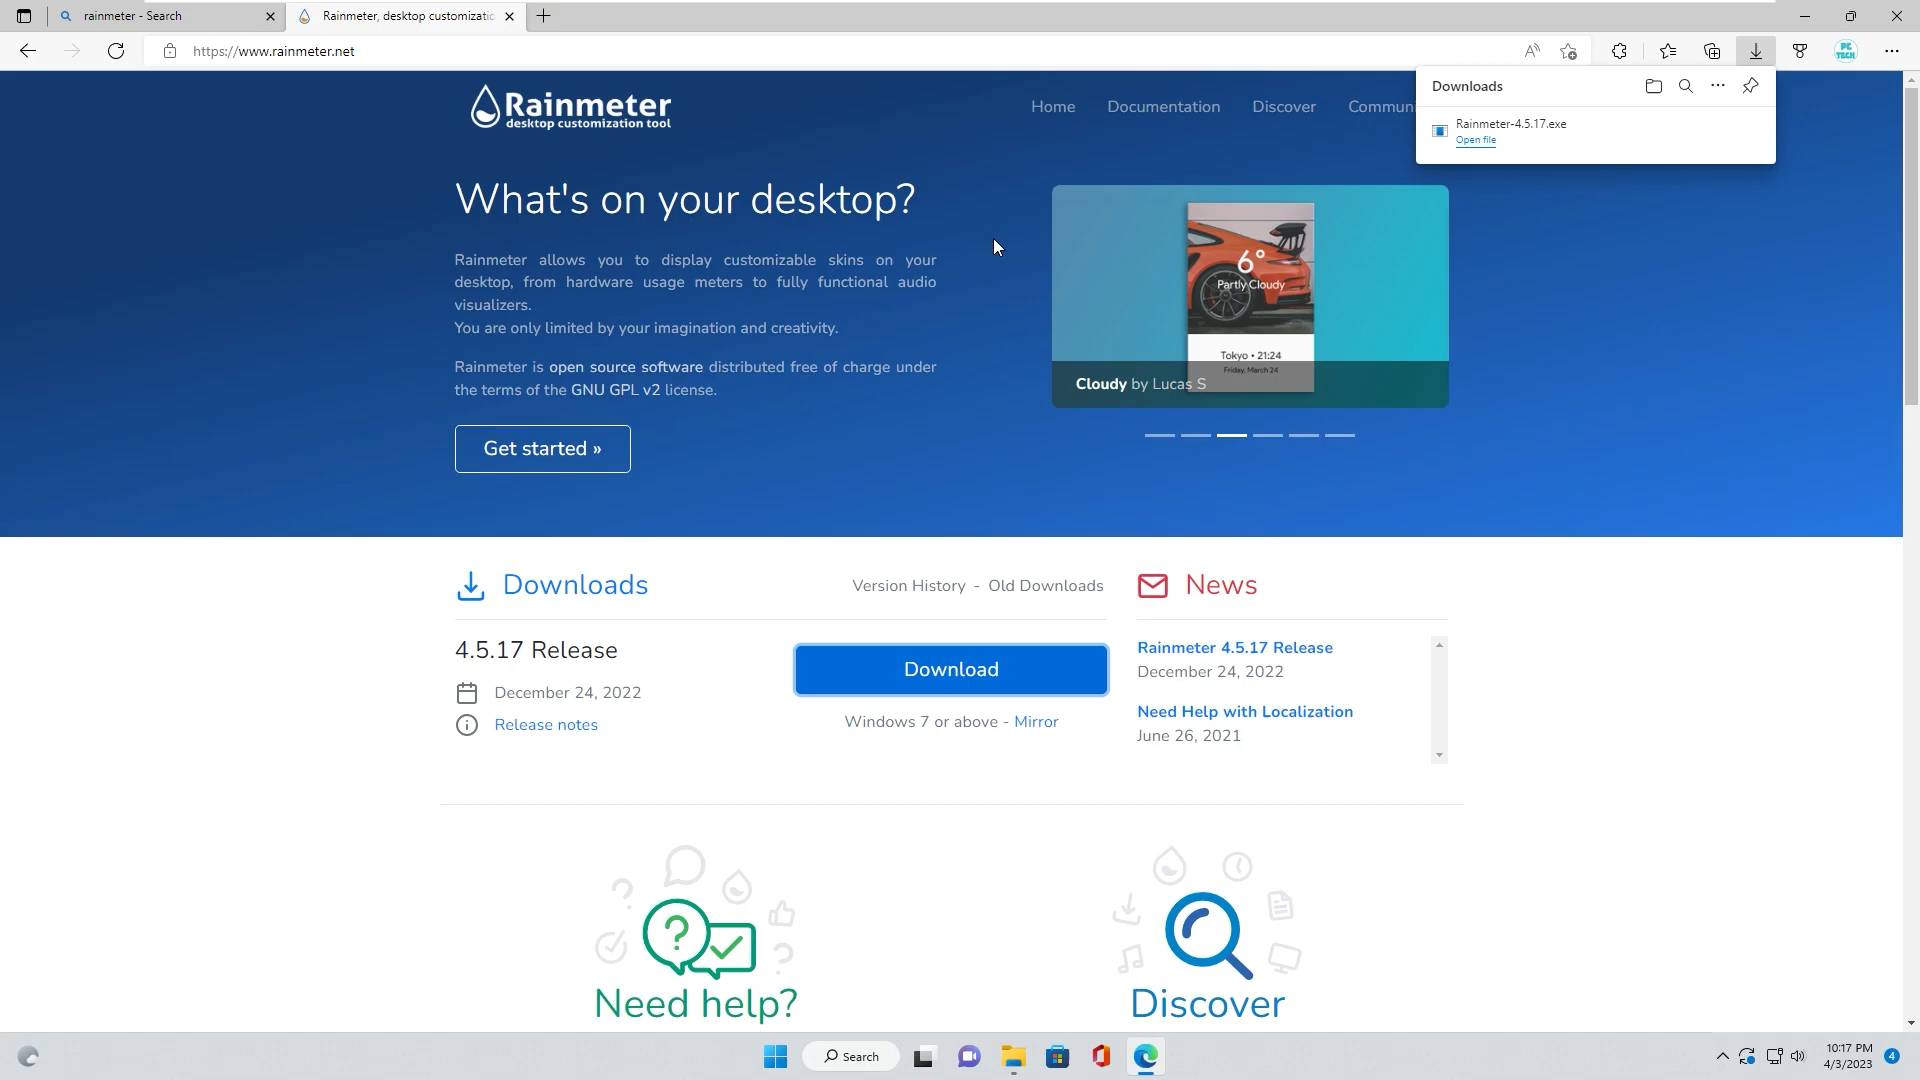 rainmeter - Search
Rainmeter, desktop customizatio
https://www.rainmeter.net
PC
TECH
Downloads
Rainmeter-4.5.17.exe
Open file
Rainmeter
desktop customization tool
Home
Documentation
Discover
Commun
What's on your desktop?
Rainmeter allows you to display customizable skins on your
desktop, from hardware usage meters to fully functional audio
visualizers.
You are only limited by your imagination and creativity.
Rainmeter is open source software distributed free of charge under
the terms of the GNU GPL v2 license.
Get started »
6°
Partly Cloudy
Tokyo • 21:24
Friday, March 24
Cloudy by Lucas S
Downloads
Version History - Old Downloads
News
4.5.17 Release
December 24, 2022
Release notes
Download
Windows 7 or above - Mirror
Rainmeter 4.5.17 Release
December 24, 2022
Need Help with Localization
June 26, 2021
Need help?
Discover
Search
10:17 PM
4/3/2023
4